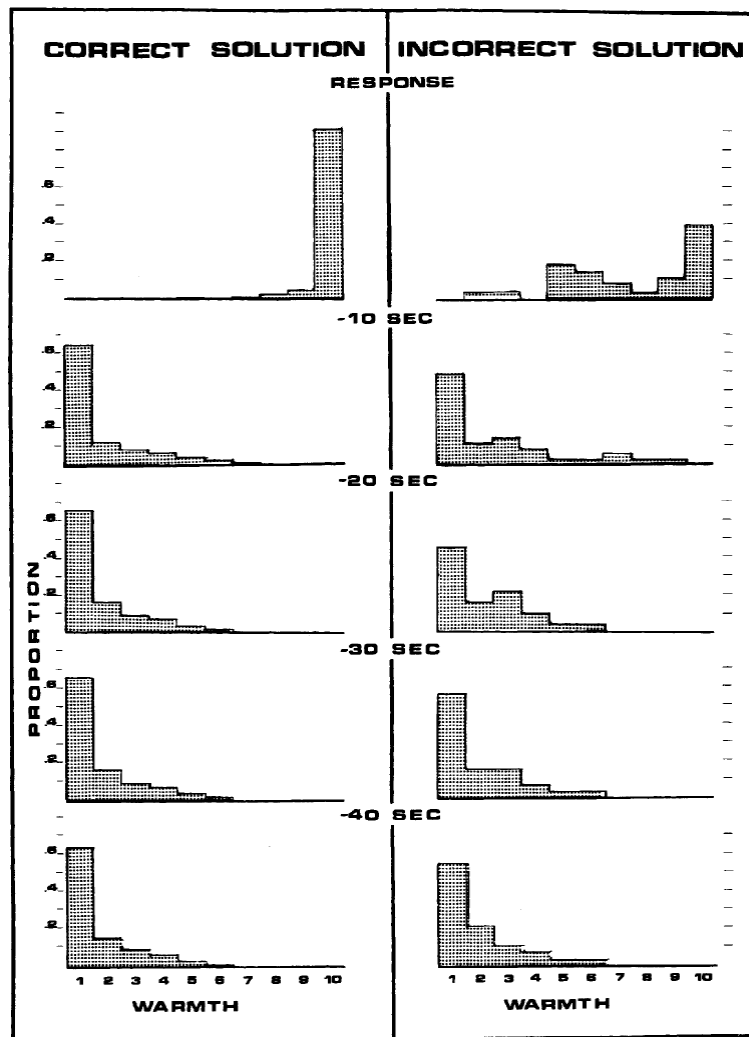 CORRECT SOLUTION INCORRECT SOLUTION
RESPONSE
.6
.4
.2
-10 SEC
.6
.4
.2
-20 SEC
.6
.4
.2
-30 SEC
.6
.4
.2
-40 SEC
.6
.4
.2
PROPORTION
1 2 3 4 5 6 7 8 9 10
1 2 3 4 5 6 7 8 9 10
WARMTH
WARMTH